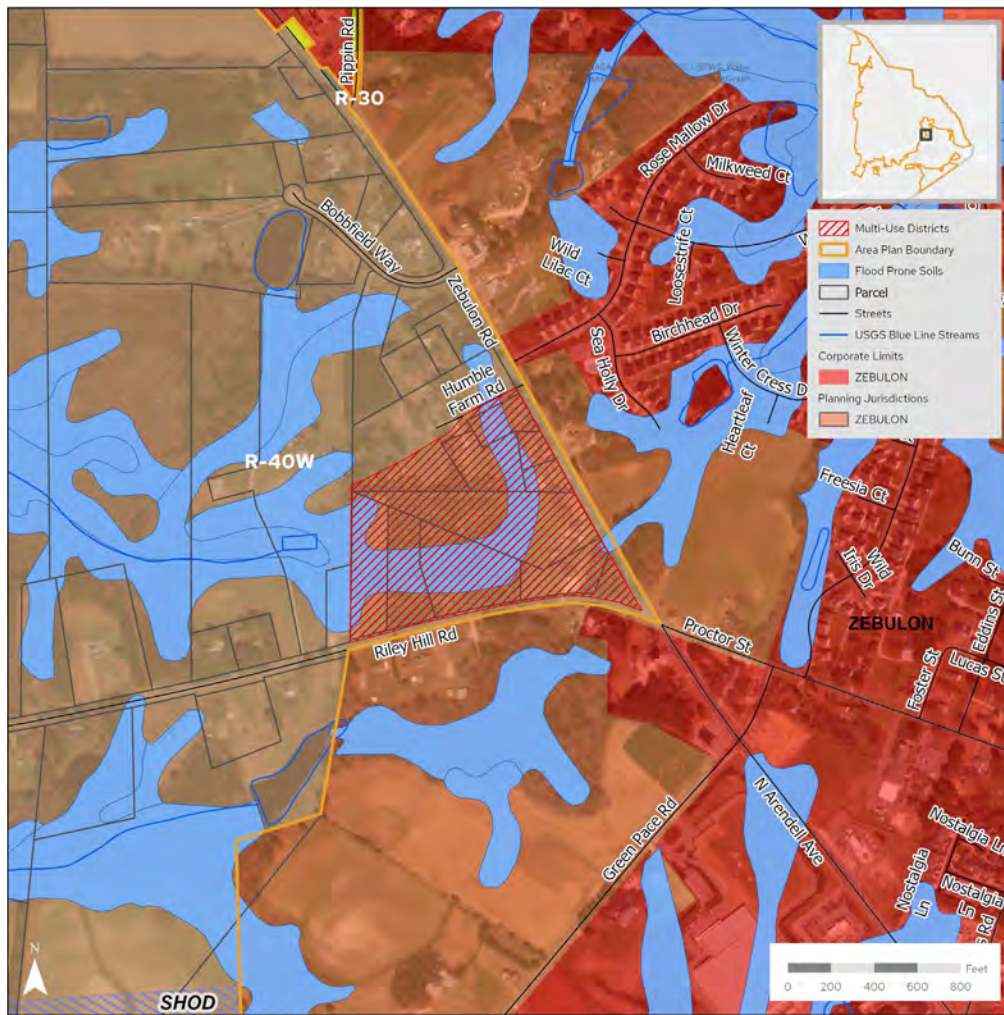 Pippin Rd
R-30
Rose Mallow Dr
Milkweed Ct
Bobbfield Way
Wild
Lilac Ct
Loosestrife Ct
Zebulon Rd
Birchhead Dr
Sea Holly Dr
Winter Cress D
Humble
Farm Rd
Heartleaf
Ct
R-40W
Freesia Ct
Wild
Iris Dr
Bunn St
Eddins St
ZEBULON
Riley Hill Rd
Proctor St
Foster St
Lucas St
Green Pace Rd
N Arendell Ave
Nostalgia Ln
Nostalgia
Ln
Nostalgia
Ln
s Rd
SHOD
N
Multi-Use Districts
Area Plan Boundary
Flood Prone Soils
Parcel
Streets
USGS Blue Line Streams
Corporate Limits
ZEBULON
Planning Jurisdictions
ZEBULON
Feet
0 200 400 600 800